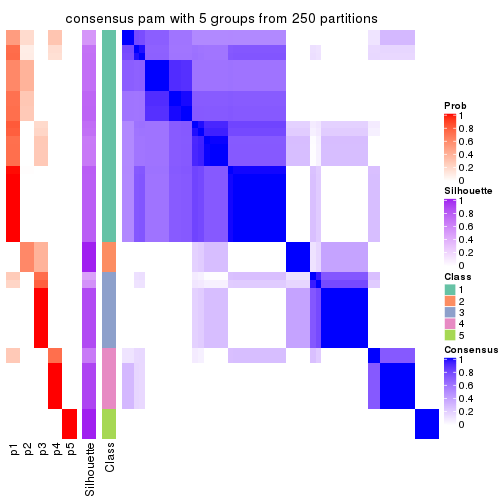 consensus pam with 5 groups from 250 partitions
Prob
1
0.8
0.6
0.4
0.2
0
Silhouette
1
0.8
0.6
0.4
0.2
0
Class
1
2
3
4
5
Consensus
1
0.8
0.6
0.4
0.2
0
p1
p2
p3
p4
p5
Silhouette
Class